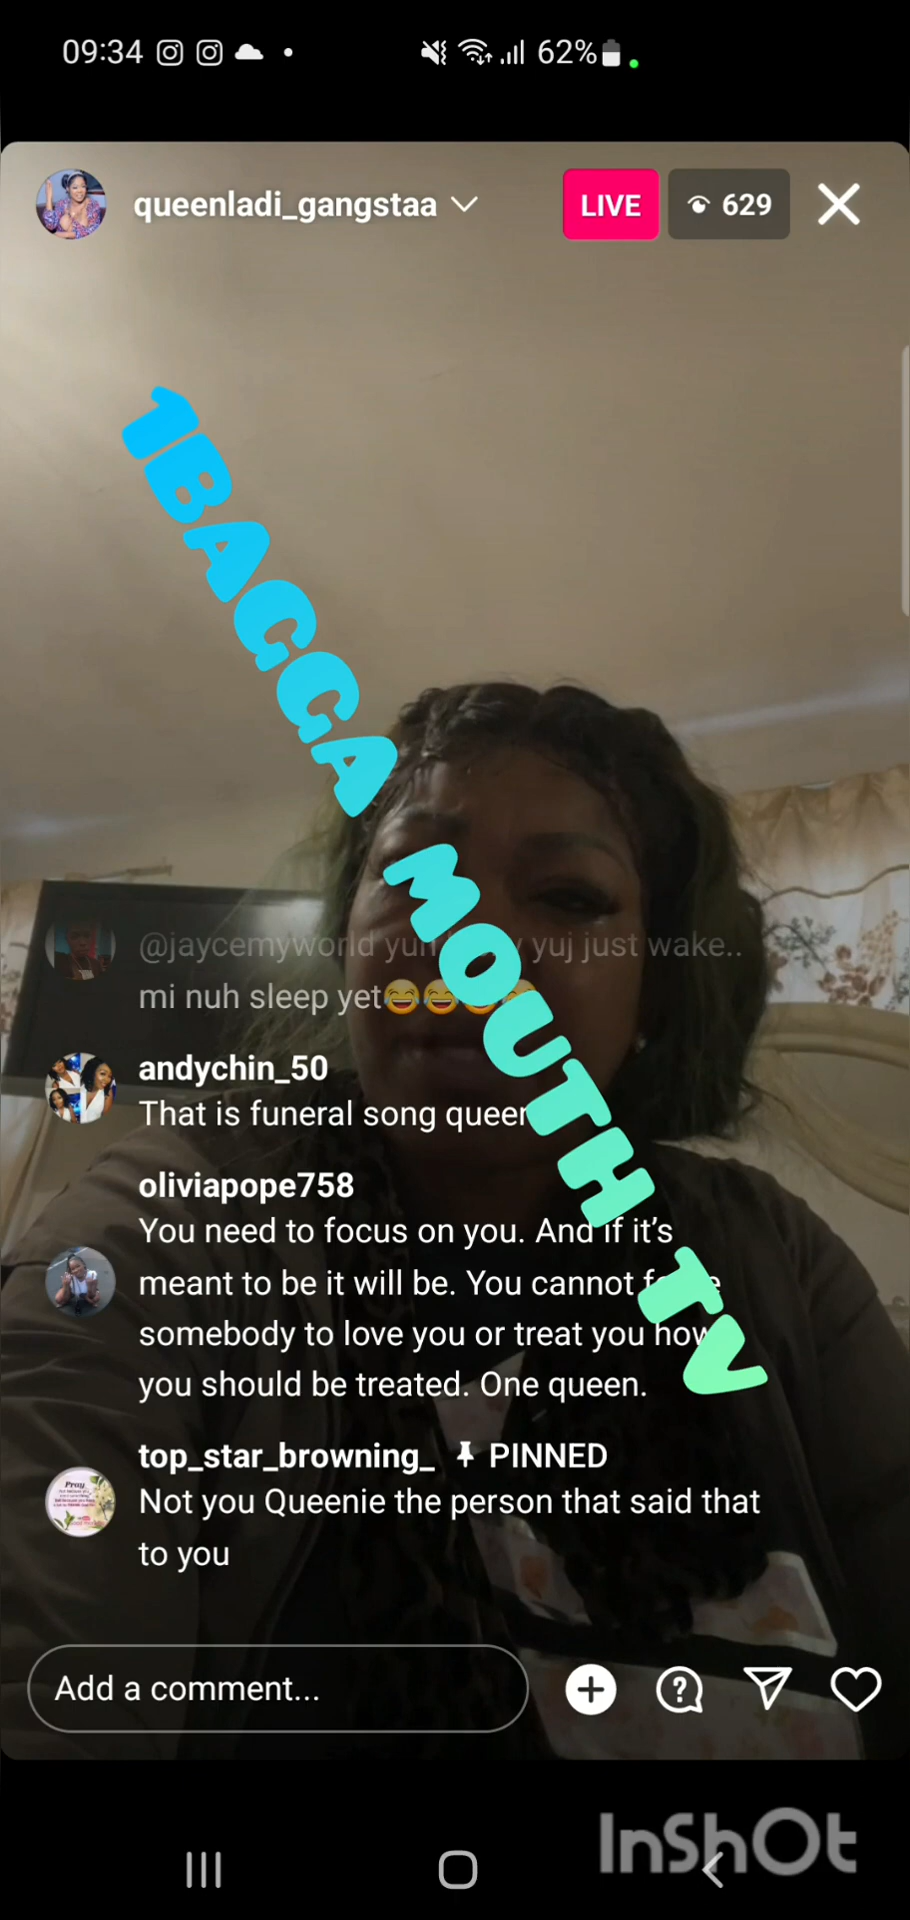 09:34
62%
queenladi_gangstaa
LIVE
629
1BAGGA MOUTH TV
@jaycemyworld yuj just wake..
mi nuh sleep yet😂😂😂😂
andychin_50
That is funeral song queen
oliviapope758
You need to focus on you. And if it's
meant to be it will be. You cannot
somebody to love you or treat you how
you should be treated. One queen.
top_star_browning_ PINNED
Not you Queenie the person that said that
to you
Pray
Add a comment...
InShOt